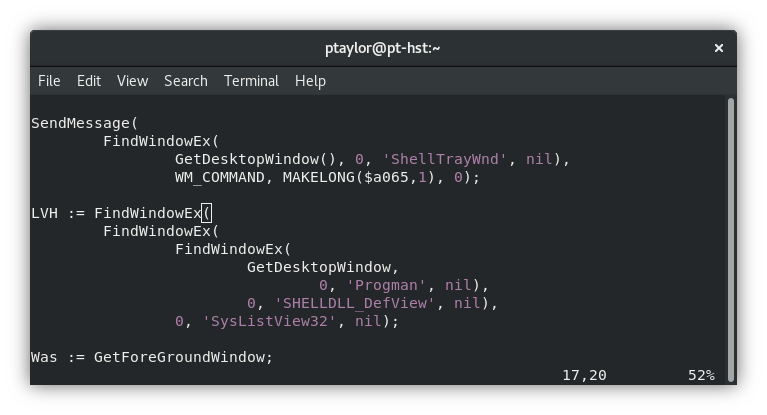 ptaylor@pt-hst:~ ×
File Edit View Search Terminal Help
SendMessage(
FindWindowEx(
GetDesktopWindow(), 0, 'ShellTrayWnd', nil),
WM_COMMAND, MAKELONG($a065,1), 0);
LVH := FindWindowEx(
FindWindowEx(
FindWindowEx(
GetDesktopWindow,
0, 'Progman', nil),
0, 'SHELLDLL_DefView', nil),
0, 'SysListView32', nil);
Was := GetForeGroundWindow;
17,20 52%